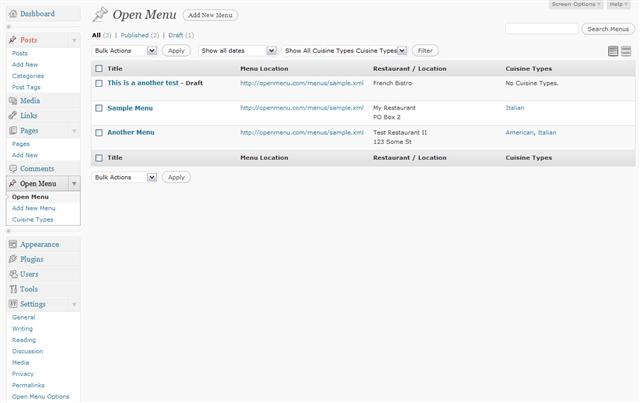 Screen Options
Help
Dashboard
Open Menu
Add New Menu
All (3) | Published (2) | Draft (1)
Search Menus
Bulk Actions
Apply
Show all dates
Show All Cuisine Types Cuisine Types
Filter
Title
Menu Location
Restaurant / Location
Cuisine Types
This is a another test - Draft
http://openmenu.com/menus/sample.xml
French Bistro
No Cuisine Types.
Sample Menu
http://openmenu.com/menus/sample.xml
My Restaurant
PO Box 2
Italian
Another Menu
http://openmenu.com/menus/sample.xml
Test Restaurant II
123 Some St
American, Italian
Title
Menu Location
Restaurant / Location
Cuisine Types
Bulk Actions
Apply
Posts
Posts
Add New
Categories
Post Tags
Media
Links
Pages
Pages
Add New
Comments
Open Menu
Open Menu
Add New Menu
Cuisine Types
Appearance
Plugins
Users
Tools
Settings
General
Writing
Reading
Discussion
Media
Privacy
Permalinks
Open Menu Options